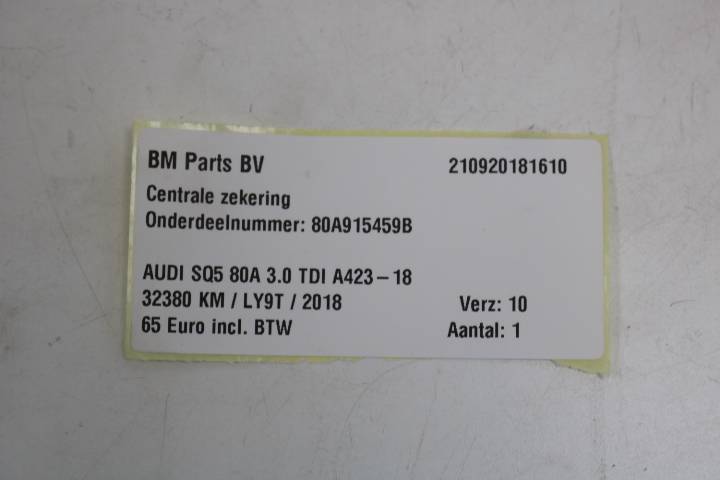 BM Parts BV 210920181610
Centrale zekering
Onderdeelnummer: 80A915459B
AUDI SQ5 80A 3.0 TDI A423-18
32380 KM / LY9T / 2018 Verz: 10
65 Euro incl. BTW Aantal: 1